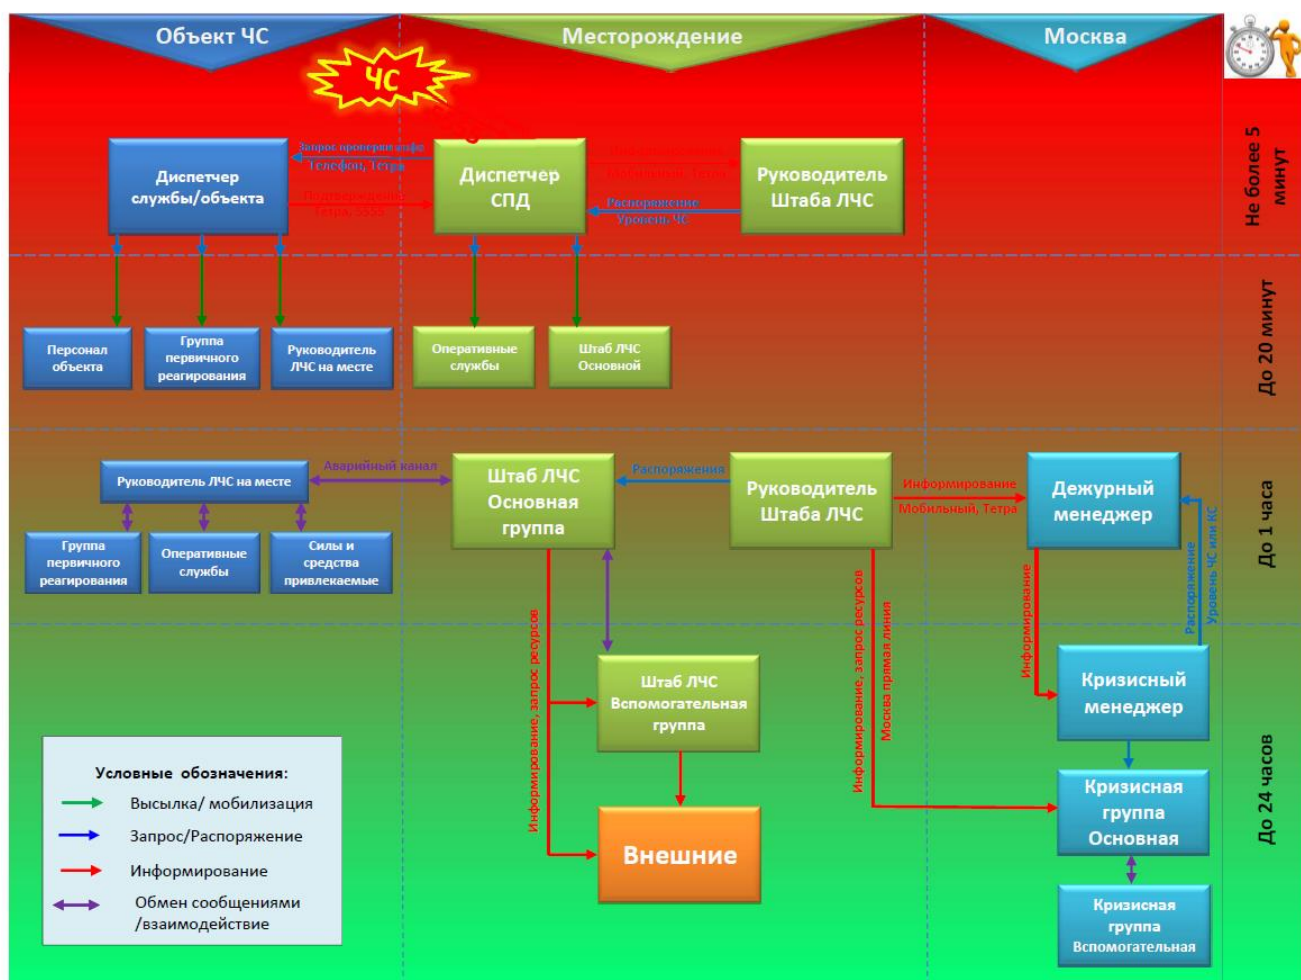 Объект ЧС
Месторождение
Москва
ЧС
Не более 5
минут
Диспетчер
службы/объекта
Запрос проверки инфо
Телефон, Тетра
Подтверждение
Тетра, 5555
Диспетчер
СПД
Мобильный, Тетра
Распоряжение
Уровень ЧС
Руководитель
Штаба ЛЧС
До 20 минут
Персонал
объекта
Группа
первичного
реагирования
Руководитель
ЛЧС на месте
Оперативные
службы
Штаб ЛЧС
Основной
До 1 часа
Руководитель ЛЧС на месте
Аварийный канал
Штаб ЛЧС
Основная
группа
Распоряжения
Руководитель
Штаба ЛЧС
Информирование
Мобильный, Тетра
Дежурный
менеджер
Группа
первичного
реагирования
Оперативные
службы
Силы и
средства
привлекаемые
Распоряжение
Уровень ЧС или КС
Информирование
Информирование, запрос ресурсов
Информирование, запрос ресурсов
Москва прямая линия
До 24 часов
Штаб ЛЧС
Вспомогательная
группа
Кризисный
менеджер
Внешние
Кризисная
группа
Основная
Кризисная
группа
Вспомогательная
Условные обозначения:
Высылка/ мобилизация
Запрос/Распоряжение
Информирование
Обмен сообщениями
/взаимодействие